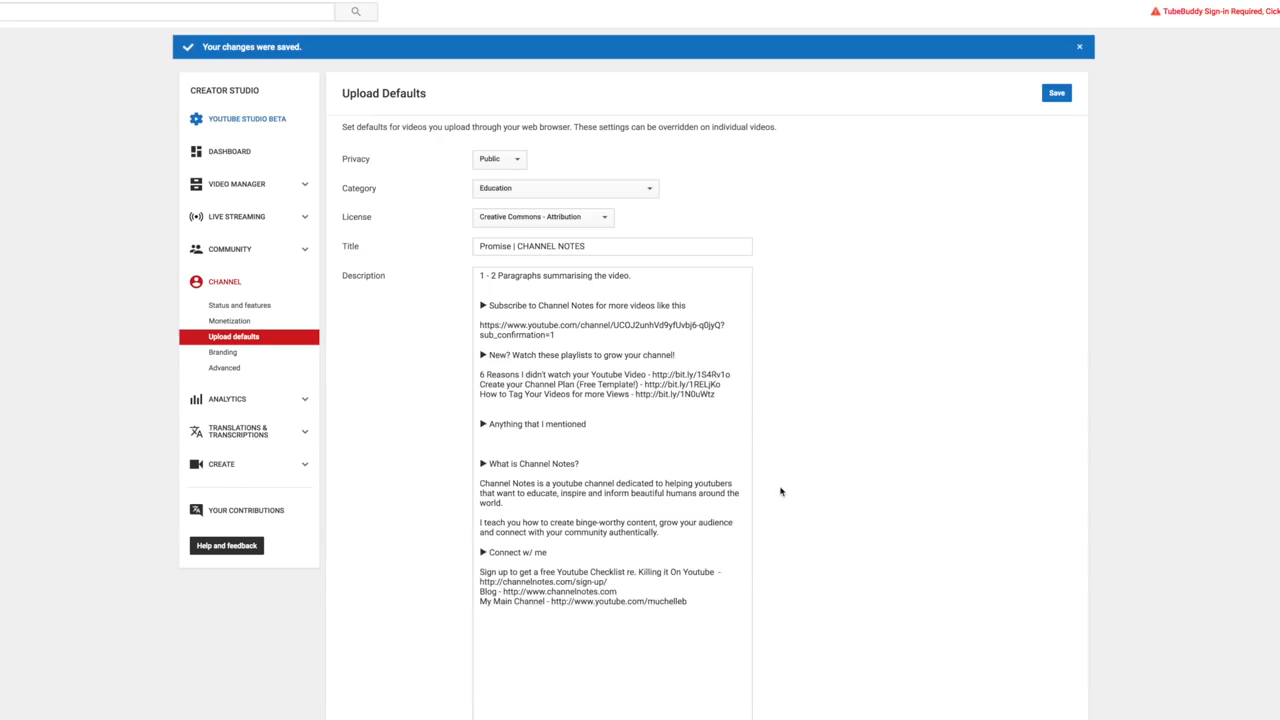 TubeBuddy Sign-in Required, Click
Your changes were saved.
CREATOR STUDIO
YOUTUBE STUDIO BETA
DASHBOARD
VIDEO MANAGER
LIVE STREAMING
COMMUNITY
CHANNEL
Status and features
Monetization
Upload defaults
Branding
Advanced
ANALYTICS
TRANSLATIONS &
TRANSCRIPTIONS
CREATE
YOUR CONTRIBUTIONS
Help and feedback
Upload Defaults
Save
Set defaults for videos you upload through your web browser. These settings can be overridden on individual videos.
Privacy
Public
Category
Education
License
Creative Commons - Attribution
Title
Promise | CHANNEL NOTES
Description
1 - 2 Paragraphs summarising the video.
► Subscribe to Channel Notes for more videos like this
https://www.youtube.com/channel/UCOJ2unhVd9yfUvbj6-q0jyQ?
sub_confirmation=1
► New? Watch these playlists to grow your channel!
6 Reasons I didn't watch your Youtube Video - http://bit.ly/1S4Rv1o
Create your Channel Plan (Free Template!) - http://bit.ly/1RELjKo
How to Tag Your Videos for more Views - http://bit.ly/1N0uWtz
► Anything that I mentioned
► What is Channel Notes?
Channel Notes is a youtube channel dedicated to helping youtubers
that want to educate, inspire and inform beautiful humans around the
world.
I teach you how to create binge-worthy content, grow your audience
and connect with your community authentically.
► Connect w/ me
Sign up to get a free Youtube Checklist re. Killing it On Youtube -
http://channelnotes.com/sign-up/
Blog - http://www.channelnotes.com
My Main Channel - http://www.youtube.com/muchelleb